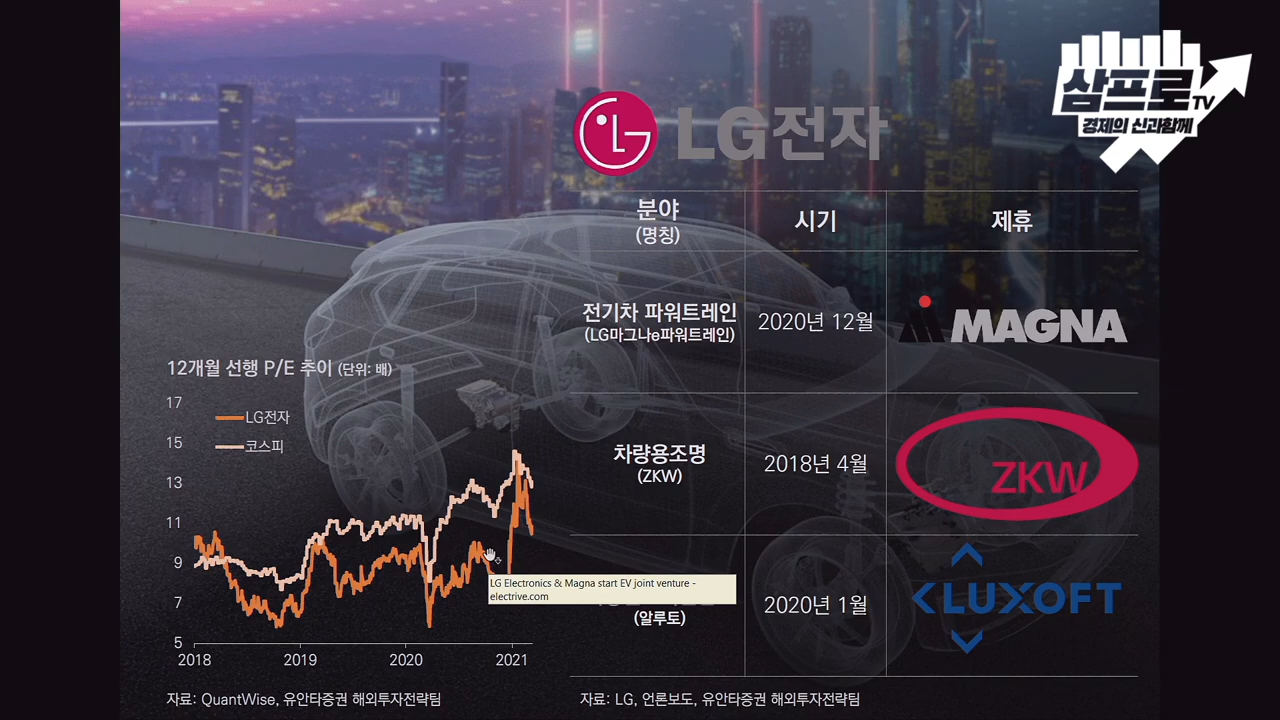 삼프로TV
경제의 신과함께
LG전자
분야
(명칭)
시기
제휴
전기차 파워트레인
(LG마그나e파워트레인)
2020년 12월
MAGNA
차량용조명
(ZKW)
2018년 4월
ZKW
(알루토)
2020년 1월
LUXOFT
12개월 선행 P/E 추이 (단위: 배)
LG전자
코스피
17
15
13
11
9
7
5
2018 2019 2020 2021
LG Electronics & Magna start EV joint venture -
electrive.com
자료: QuantWise, 유안타증권 해외투자전략팀
자료: LG, 언론보도, 유안타증권 해외투자전략팀